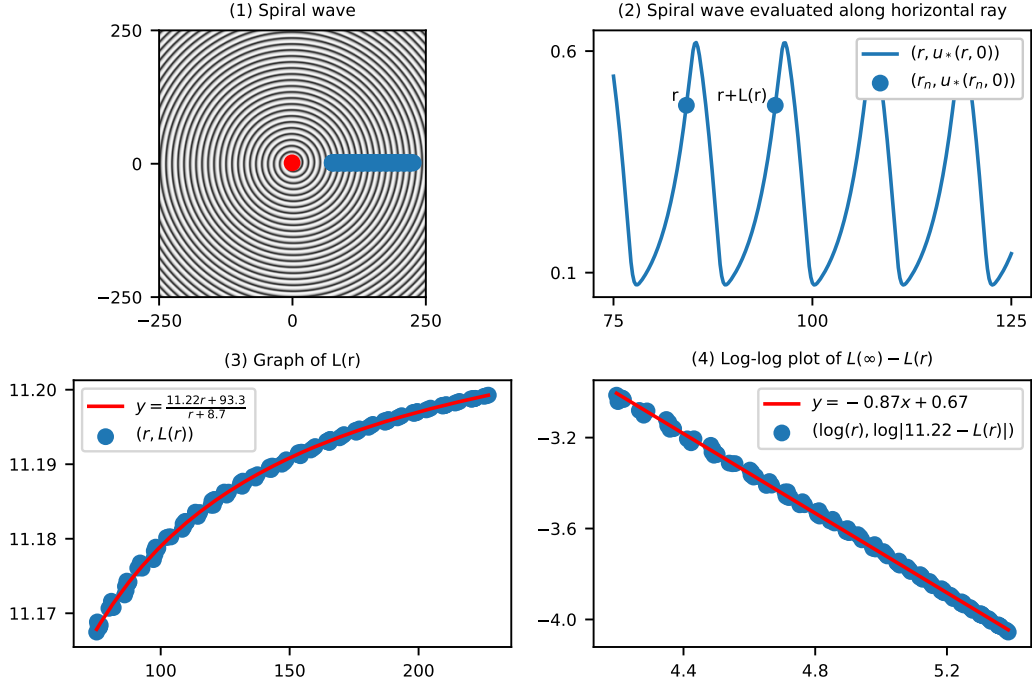 (1) Spiral wave
250
0
−250
−250
0
250
(2) Spiral wave evaluated along horizontal ray
0.6
0.1
r
r+L(r)
(r, u*(r, 0))
(rₙ, u*(rₙ, 0))
75
100
125
(3) Graph of L(r)
11.20
11.19
11.18
11.17
y = (11.22r + 93.3)/(r + 8.7)
(r, L(r))
100
150
200
(4) Log-log plot of L(∞) − L(r)
−3.2
−3.6
−4.0
y = −0.87x + 0.67
(log(r), log|11.22 − L(r)|)
4.4
4.8
5.2